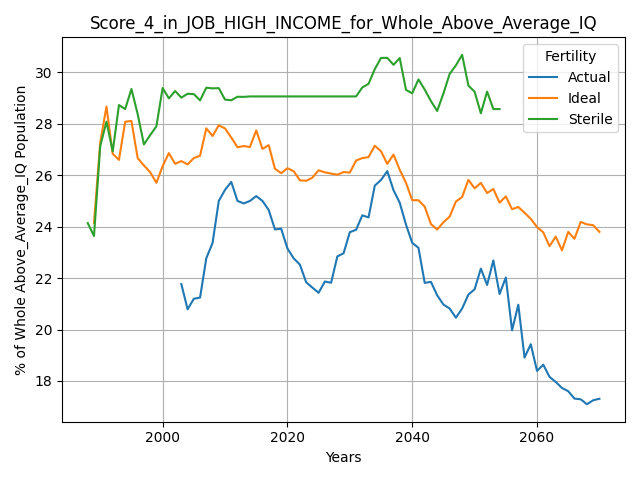 Score_4_in_JOB_HIGH_INCOME_for_Whole_Above_Average_IQ
Fertility
Actual
Ideal
Sterile
% of Whole Above_Average_IQ Population
30
28
26
24
22
20
18
2000
2020
2040
2060
Years